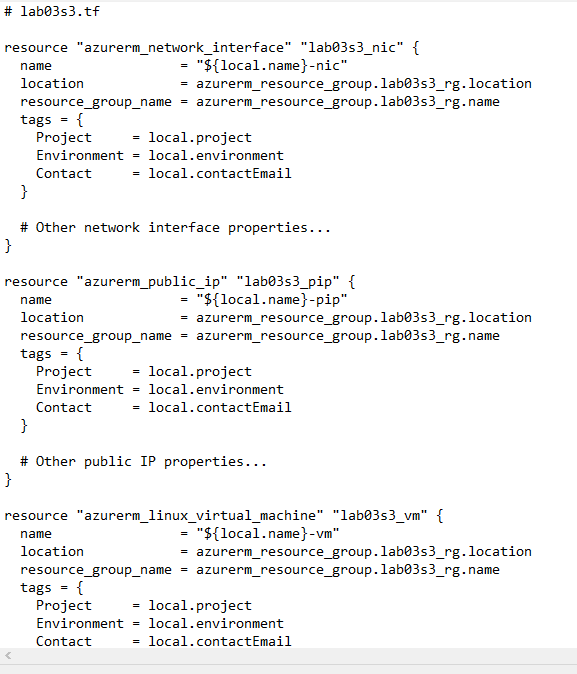 # lab03s3.tf
resource "azurerm_network_interface" "lab03s3_nic" {
  name                = "${local.name}-nic"
  location            = azurerm_resource_group.lab03s3_rg.location
  resource_group_name = azurerm_resource_group.lab03s3_rg.name
  tags = {
    Project     = local.project
    Environment = local.environment
    Contact     = local.contactEmail
  }
  # Other network interface properties...
}
resource "azurerm_public_ip" "lab03s3_pip" {
  name                = "${local.name}-pip"
  location            = azurerm_resource_group.lab03s3_rg.location
  resource_group_name = azurerm_resource_group.lab03s3_rg.name
  tags = {
    Project     = local.project
    Environment = local.environment
    Contact     = local.contactEmail
  }
  # Other public IP properties...
}
resource "azurerm_linux_virtual_machine" "lab03s3_vm" {
  name                = "${local.name}-vm"
  location            = azurerm_resource_group.lab03s3_rg.location
  resource_group_name = azurerm_resource_group.lab03s3_rg.name
  tags = {
    Project     = local.project
    Environment = local.environment
    Contact     = local.contactEmail